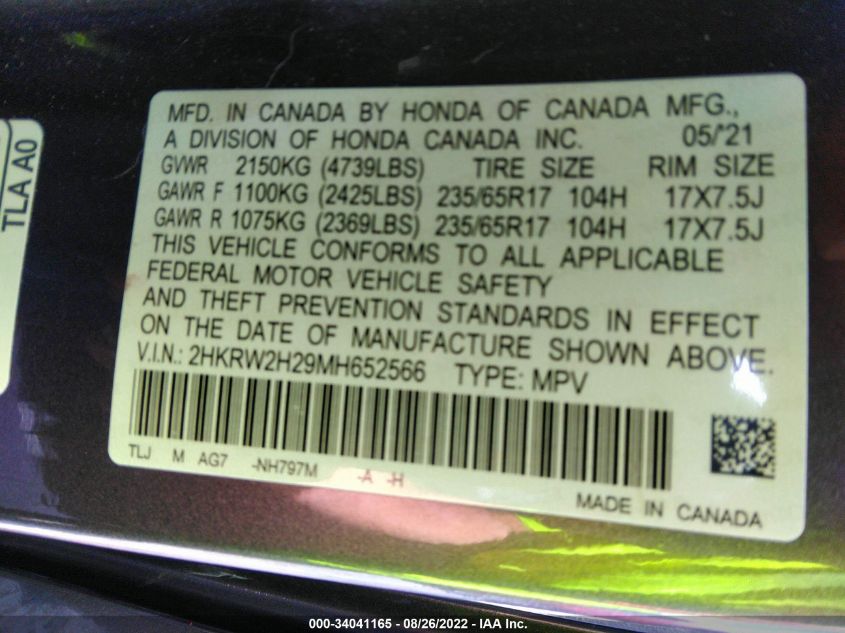 TLA A0
MFD. IN CANADA BY HONDA OF CANADA MFG.,
A DIVISION OF HONDA CANADA INC. 05/'21
GVWR 2150KG (4739LBS) TIRE SIZE RIM SIZE
GAWR F 1100KG (2425LBS) 235/65R17 104H 17X7.5J
GAWR R 1075KG (2369LBS) 235/65R17 104H 17X7.5J
THIS VEHICLE CONFORMS TO ALL APPLICABLE
FEDERAL MOTOR VEHICLE SAFETY
AND THEFT PREVENTION STANDARDS IN EFFECT
ON THE DATE OF MANUFACTURE SHOWN ABOVE.
V.I.N.: 2HKRW2H29MH652566 TYPE: MPV
TLJ M AG7 -NH797M -A -H
MADE IN CANADA
000-34041165 - 08/26/2022 - IAA Inc.